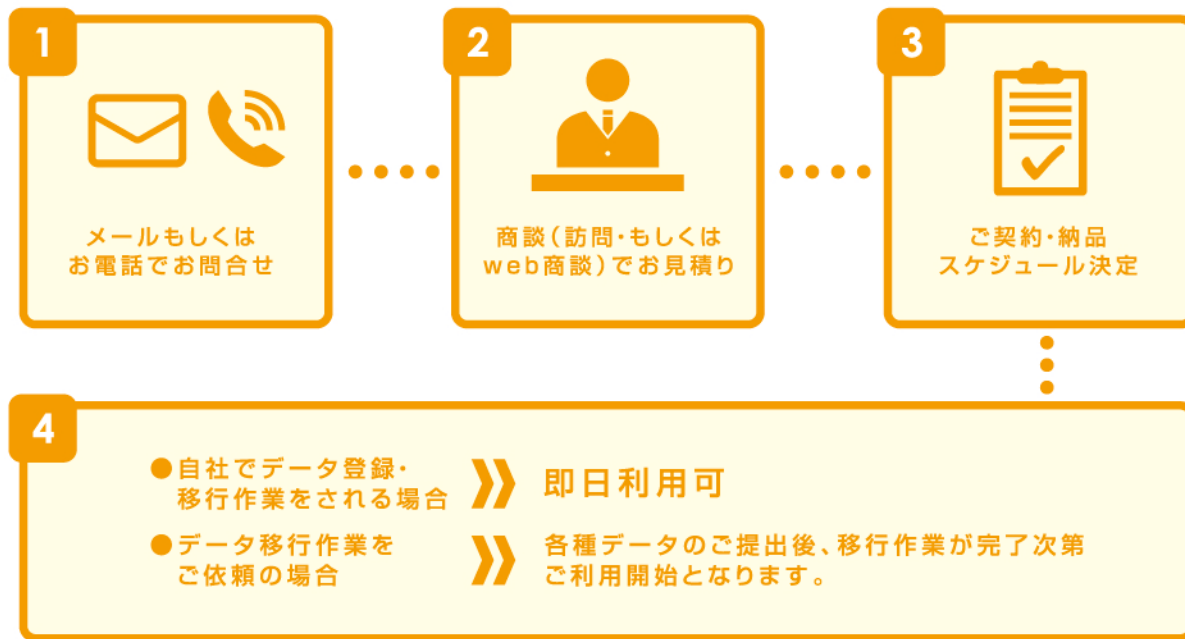 1
メールもしくは
お電話でお問合せ
2
商談(訪問・もしくは
web商談)でお見積り
3
ご契約・納品
スケジュール決定
4
●自社でデータ登録・
移行作業をされる場合
即日利用可
●データ移行作業を
ご依頼の場合
各種データのご提出後、移行作業が完了次第
ご利用開始となります。